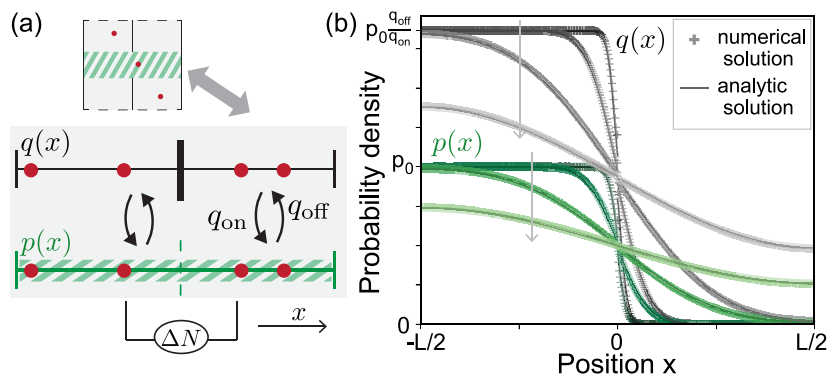 (a)
q(x)
q_on
q_off
p(x)
ΔN
x
(b)
p₀ q_off/q_on
q(x)
+ numerical solution
— analytic solution
p(x)
p₀
0
Probability density
-L/2
0
L/2
Position x